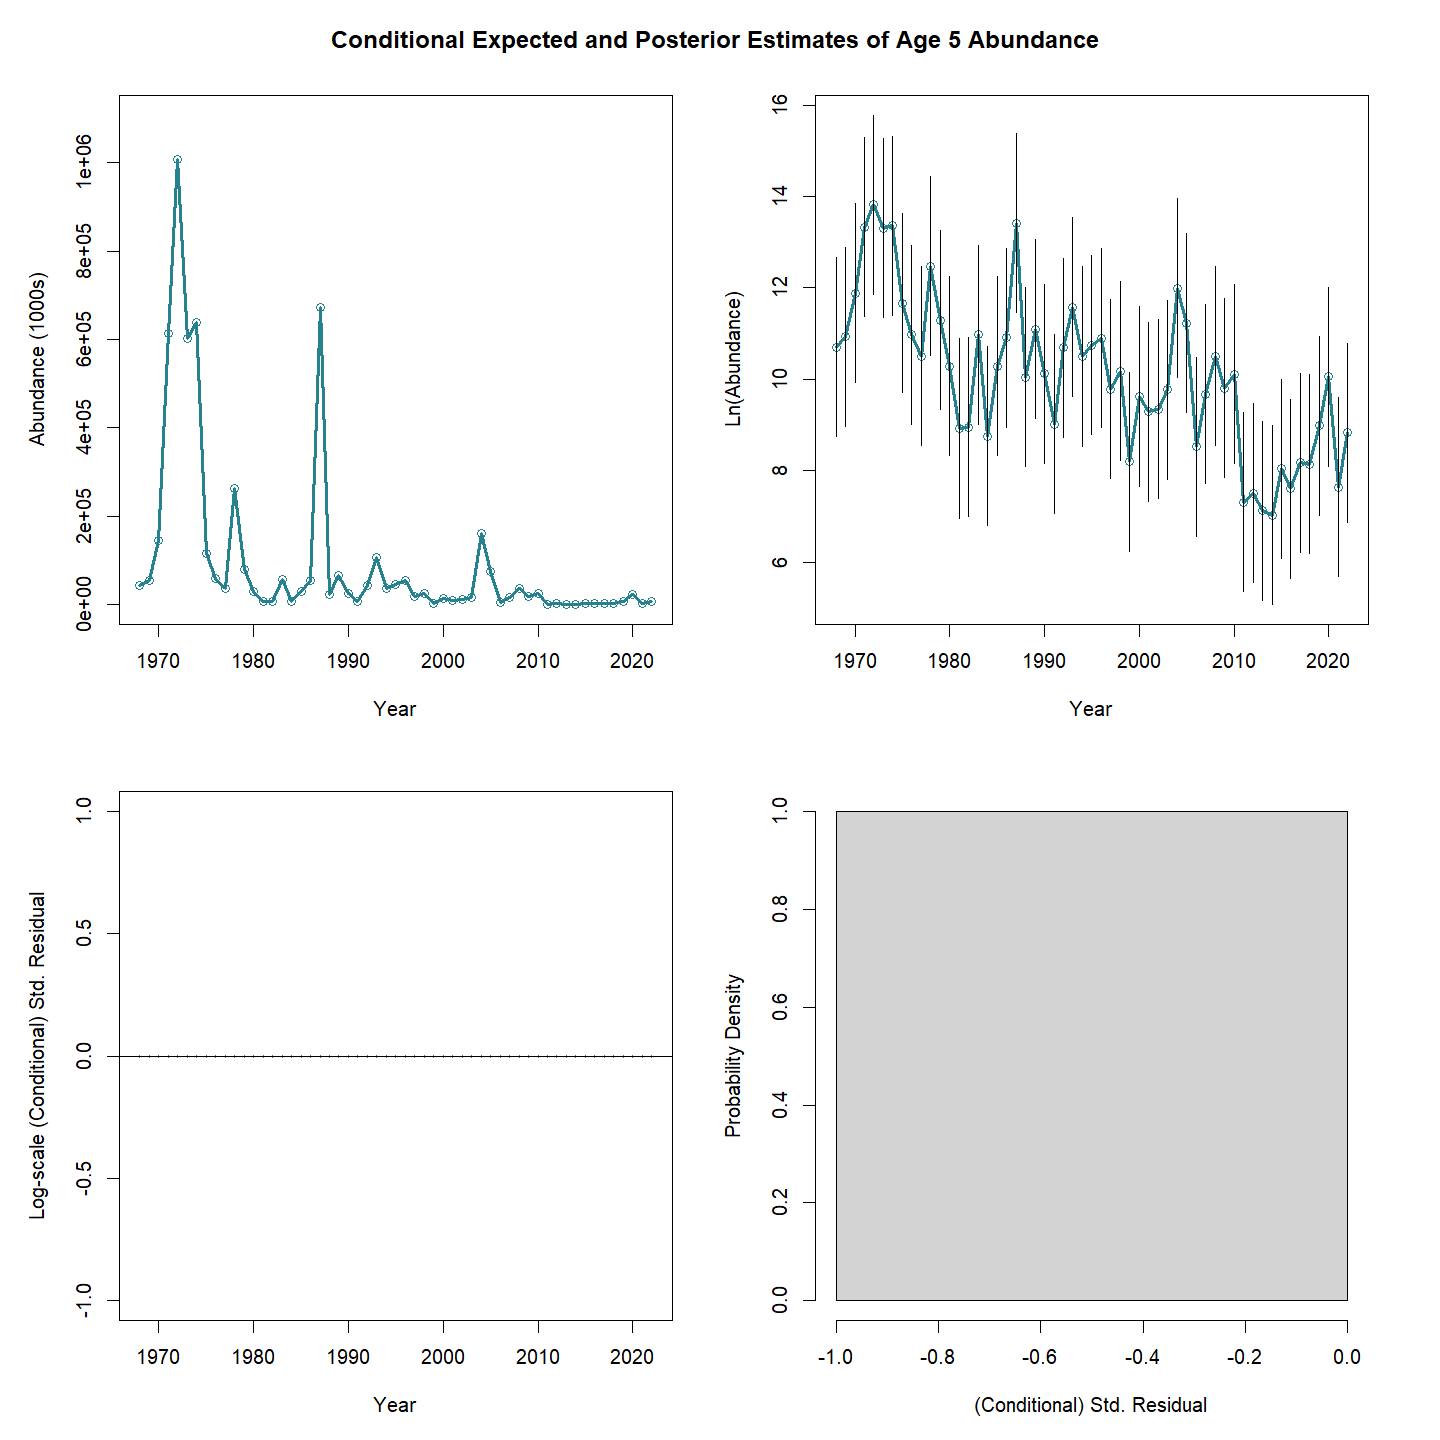 Conditional Expected and Posterior Estimates of Age 5 Abundance
Abundance (1000s)
1e+06
8e+05
6e+05
4e+05
2e+05
0e+00
1970 1980 1990 2000 2010 2020
Year
Ln(Abundance)
16
14
12
10
8
6
1970 1980 1990 2000 2010 2020
Year
Log-scale (Conditional) Std. Residual
1.0
0.5
0.0
-0.5
-1.0
1970 1980 1990 2000 2010 2020
Year
Probability Density
1.0
0.8
0.6
0.4
0.2
0.0
-1.0 -0.8 -0.6 -0.4 -0.2 0.0
(Conditional) Std. Residual